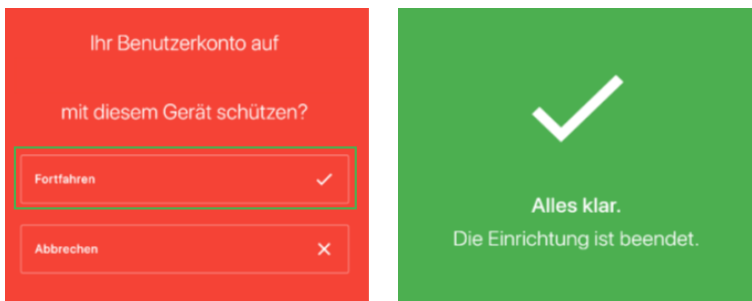 Ihr Benutzerkonto auf
mit diesem Gerät schützen?
Fortfahren
Abbrechen
Alles klar.
Die Einrichtung ist beendet.